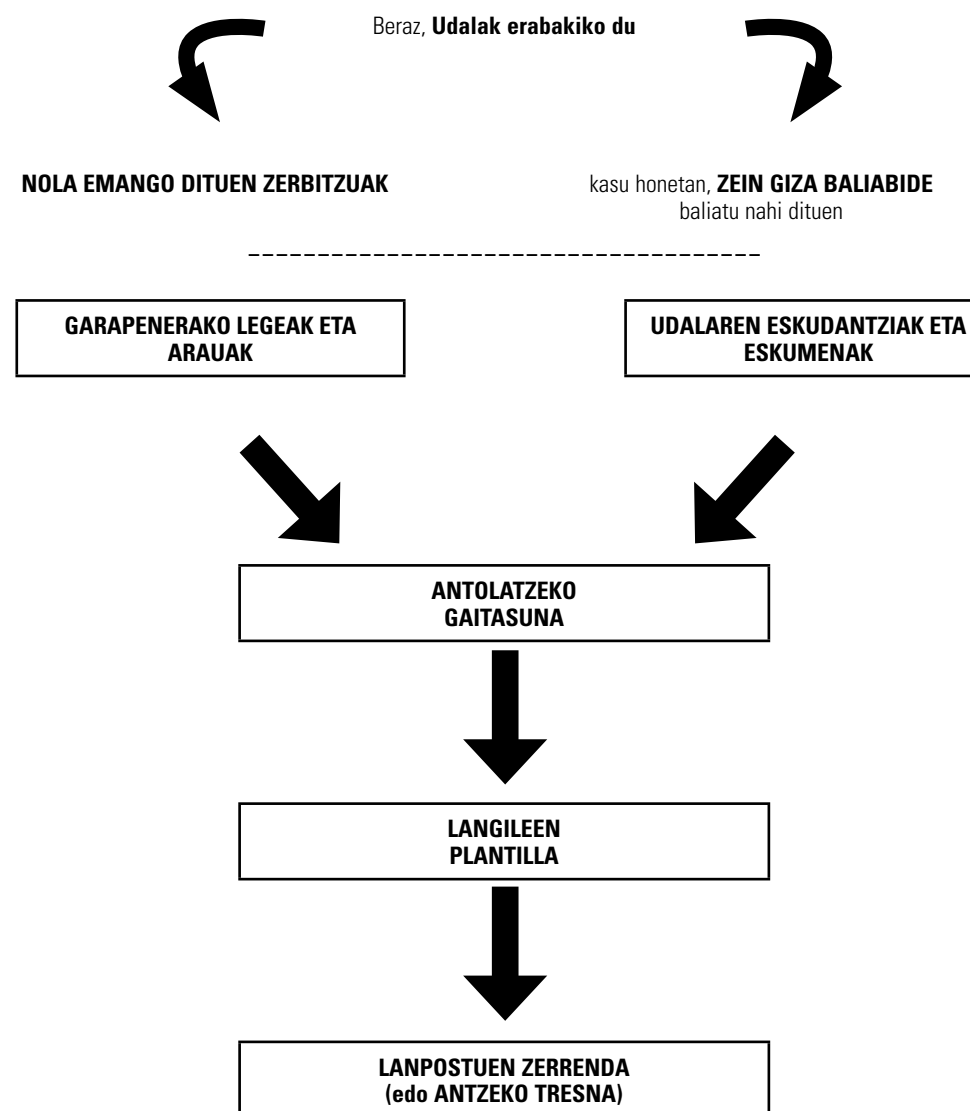 Beraz, Udalak erabakiko du
NOLA EMANGO DITUEN ZERBITZUAK
kasu honetan, ZEIN GIZA BALIABIDE
baliatu nahi dituen
GARAPENERAKO LEGEAK ETA
ARAUAK
UDALAREN ESKUDANTZIAK ETA
ESKUMENAK
ANTOLATZEKO
GAITASUNA
LANGILEEN
PLANTILLA
LANPOSTUEN ZERRENDA
(edo ANTZEKO TRESNA)